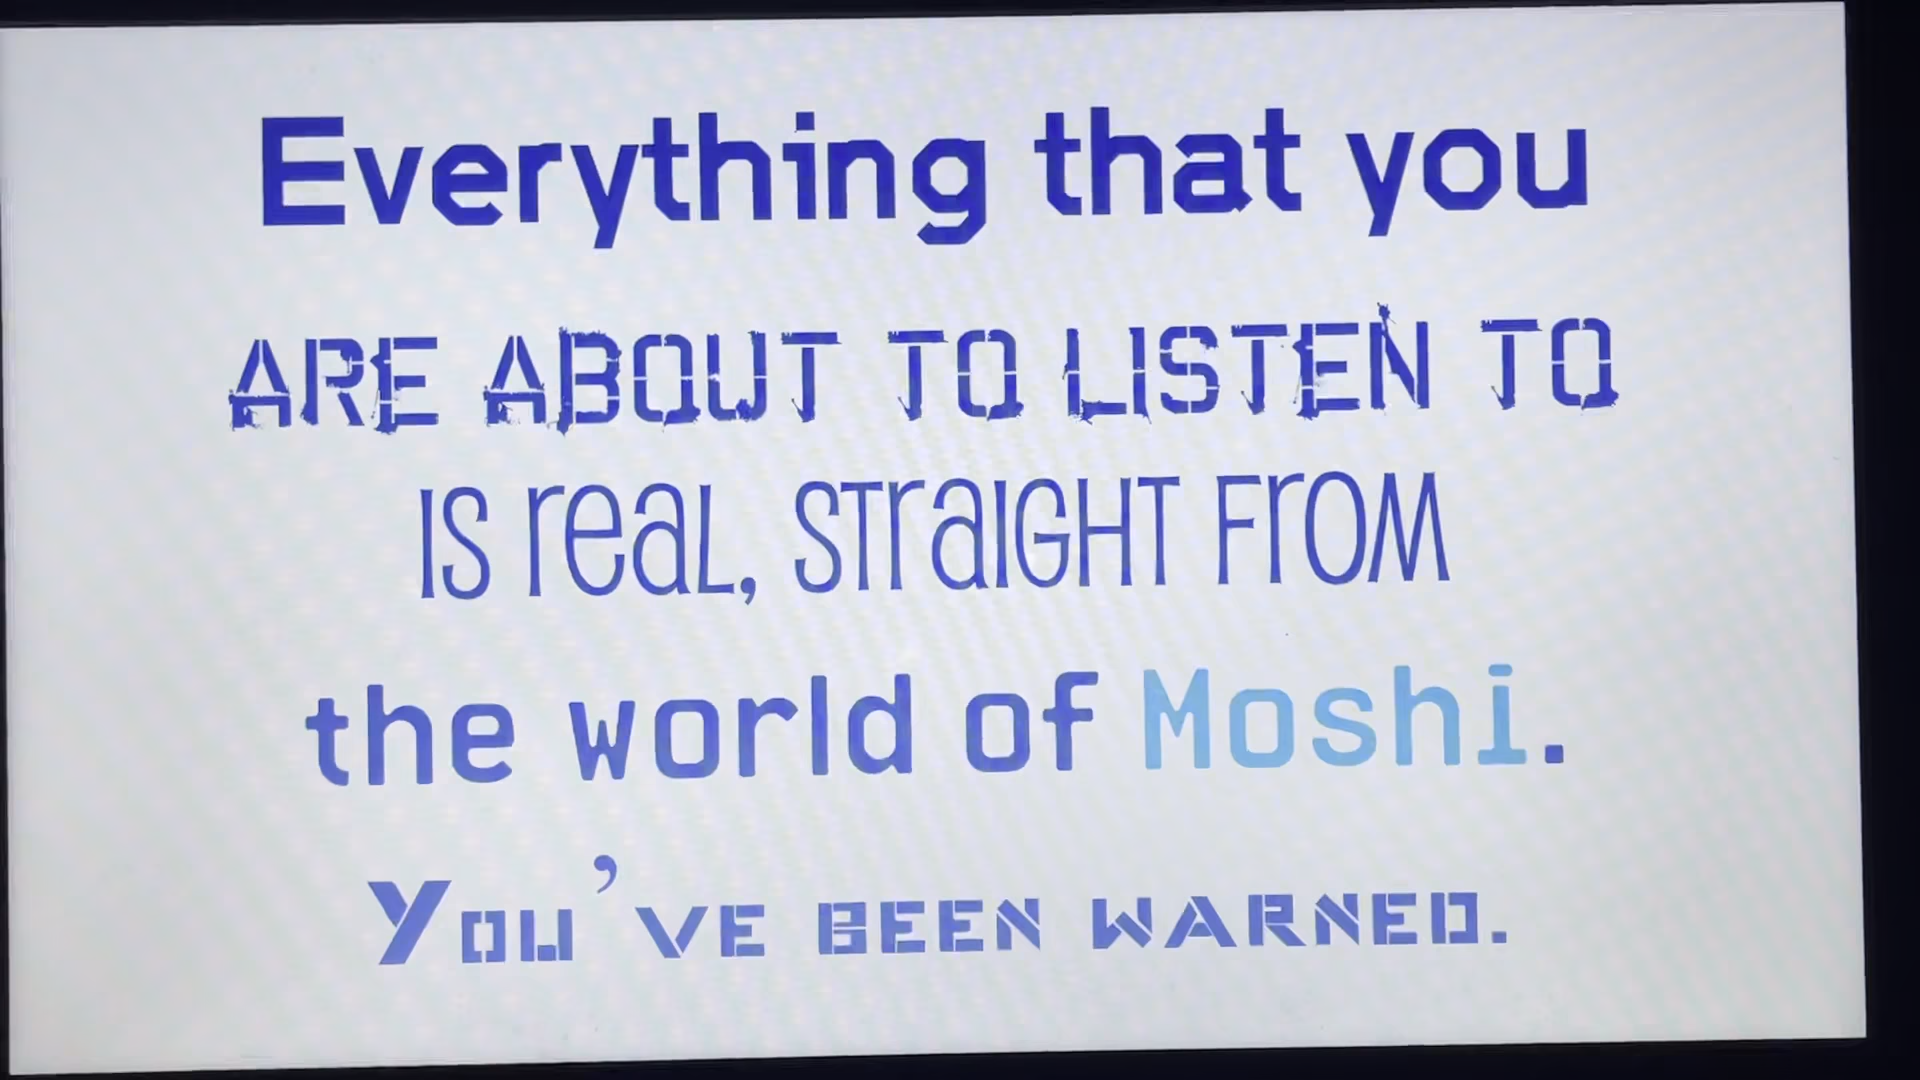 Everything that you
ARE ABOUT TO LISTEN TO
IS reaL, STraIGHT FrOM
the world of Moshi.
YOU'VE BEEN WARNED.